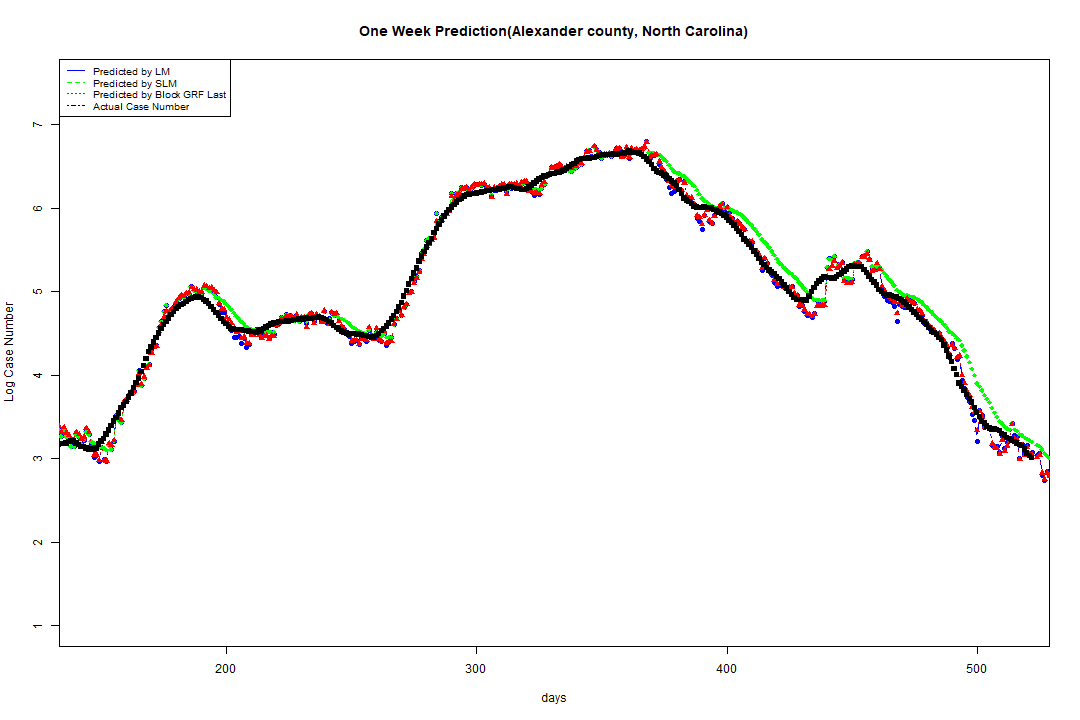 One Week Prediction(Alexander county, North Carolina)
Predicted by LM
Predicted by SLM
Predicted by Block GRF Last
Actual Case Number
Log Case Number
7
6
5
4
3
2
1
200 300 400 500
days